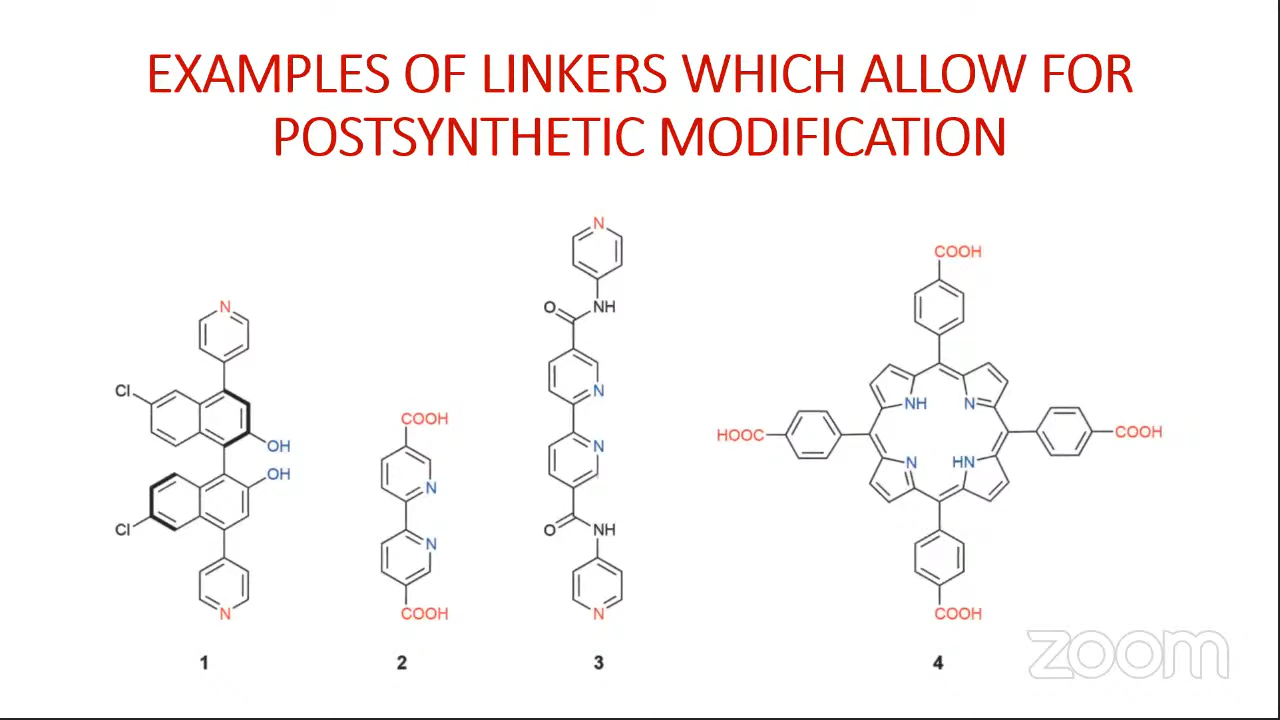 EXAMPLES OF LINKERS WHICH ALLOW FOR
POSTSYNTHETIC MODIFICATION
N
Cl
OH
OH
Cl
N
1
COOH
N
N
COOH
2
N
O
NH
N
N
O
NH
N
3
COOH
NH
N
HOOC
COOH
N
HN
COOH
4
zoom